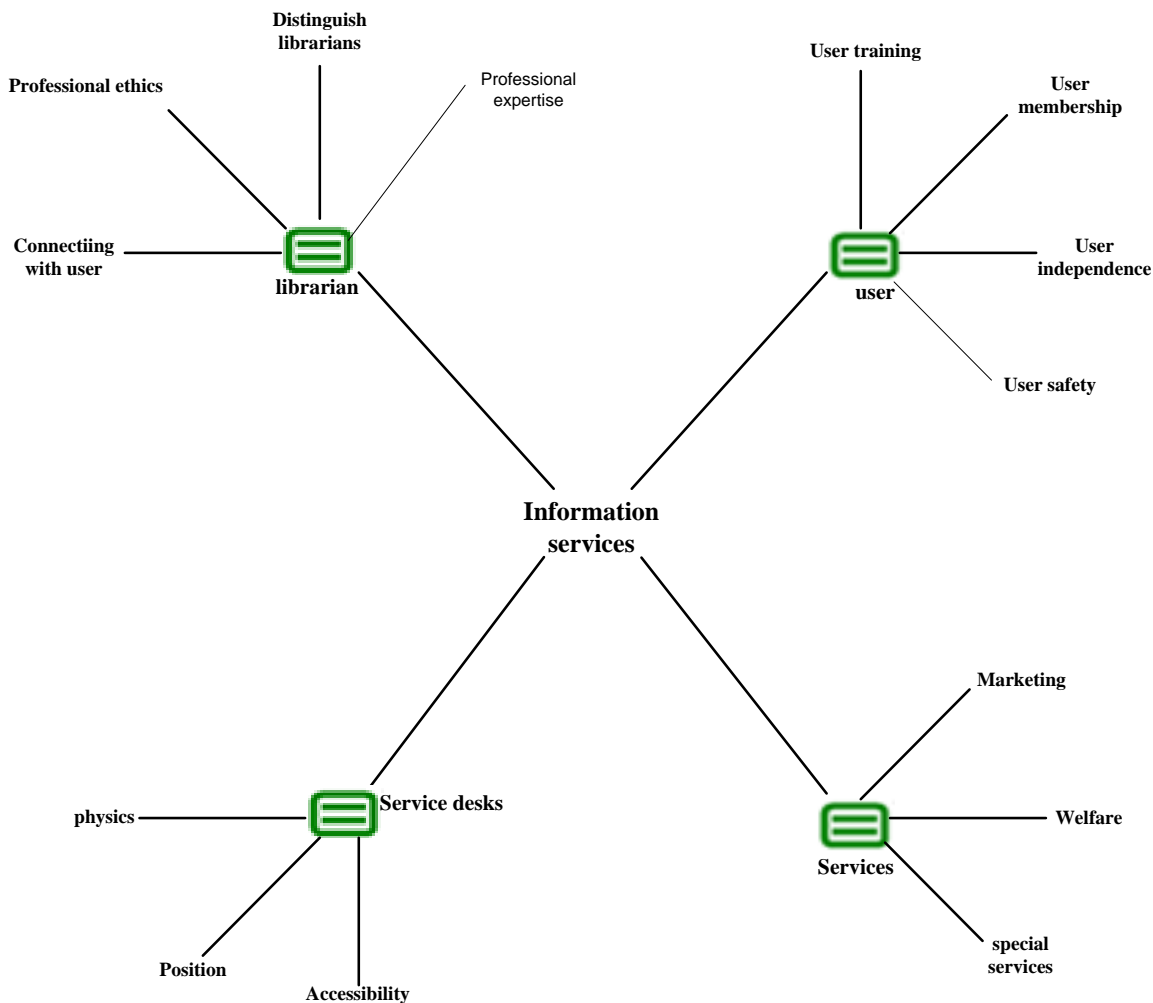 Distinguish
librarians
Professional ethics
Professional
expertise
Connectiing
with user
librarian
User training
User
membership
User
independence
user
User safety
Information
services
Service desks
physics
Position
Accessibility
Marketing
Welfare
Services
special
services